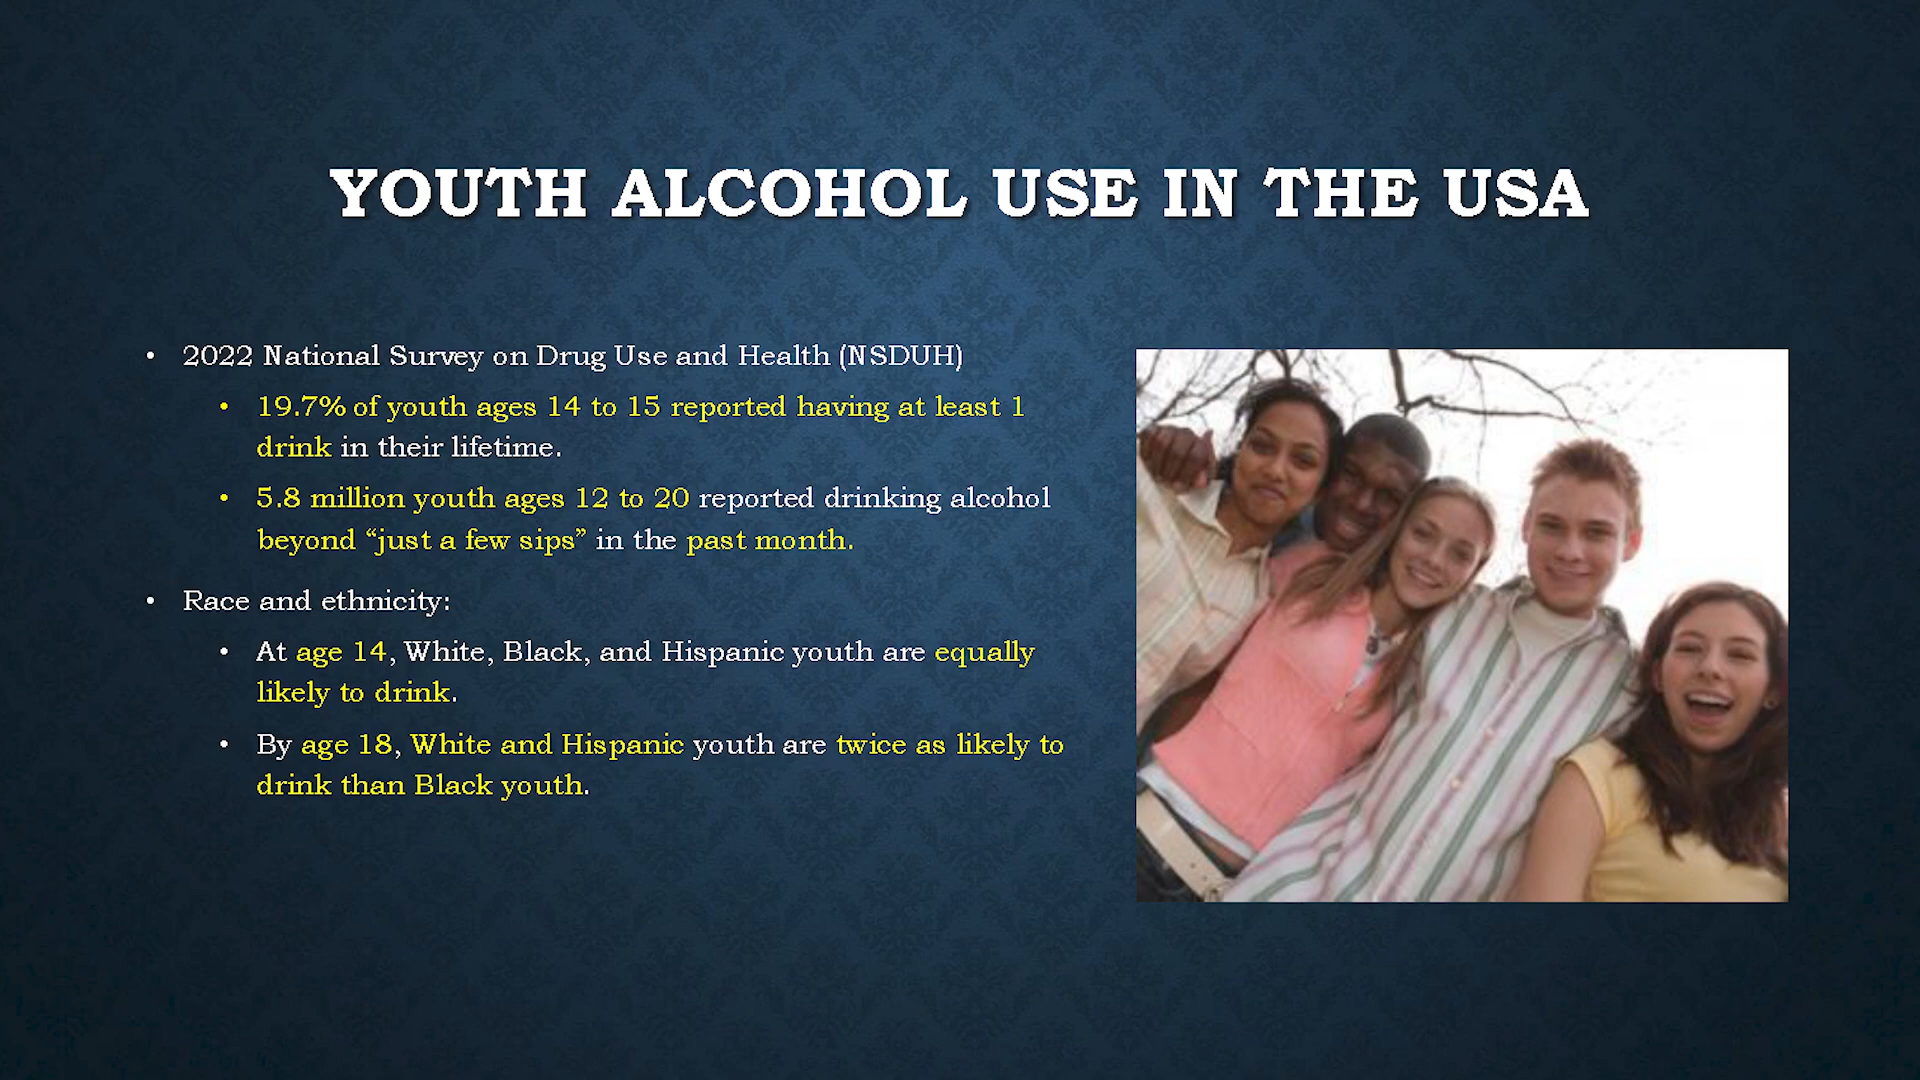 YOUTH ALCOHOL USE IN THE USA
• 2022 National Survey on Drug Use and Health (NSDUH)
• 19.7% of youth ages 14 to 15 reported having at least 1
drink in their lifetime.
• 5.8 million youth ages 12 to 20 reported drinking alcohol
beyond “just a few sips” in the past month.
• Race and ethnicity:
• At age 14, White, Black, and Hispanic youth are equally
likely to drink.
• By age 18, White and Hispanic youth are twice as likely to
drink than Black youth.